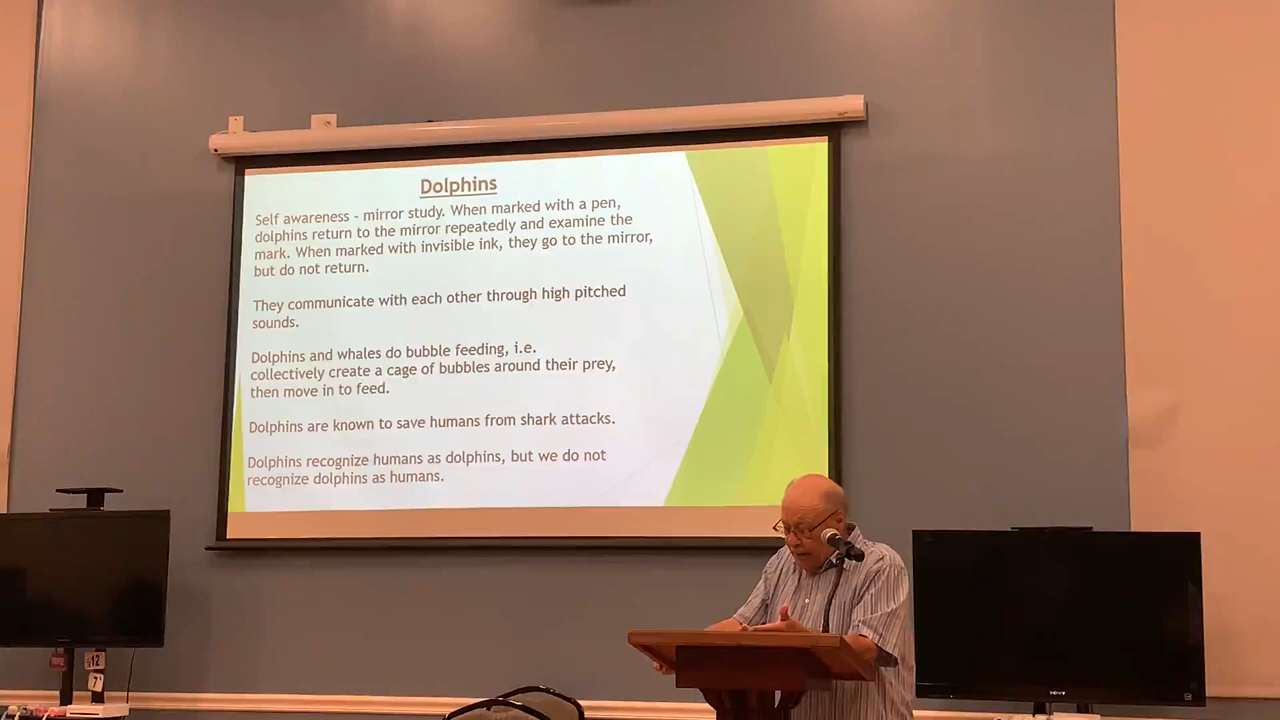 Dolphins
Self awareness - mirror study. When marked with a pen,
dolphins return to the mirror repeatedly and examine the
mark. When marked with invisible ink, they go to the mirror,
but do not return.
They communicate with each other through high pitched
sounds.
Dolphins and whales do bubble feeding, i.e.
collectively create a cage of bubbles around their prey,
then move in to feed.
Dolphins are known to save humans from shark attacks.
Dolphins recognize humans as dolphins, but we do not
recognize dolphins as humans.
12
7